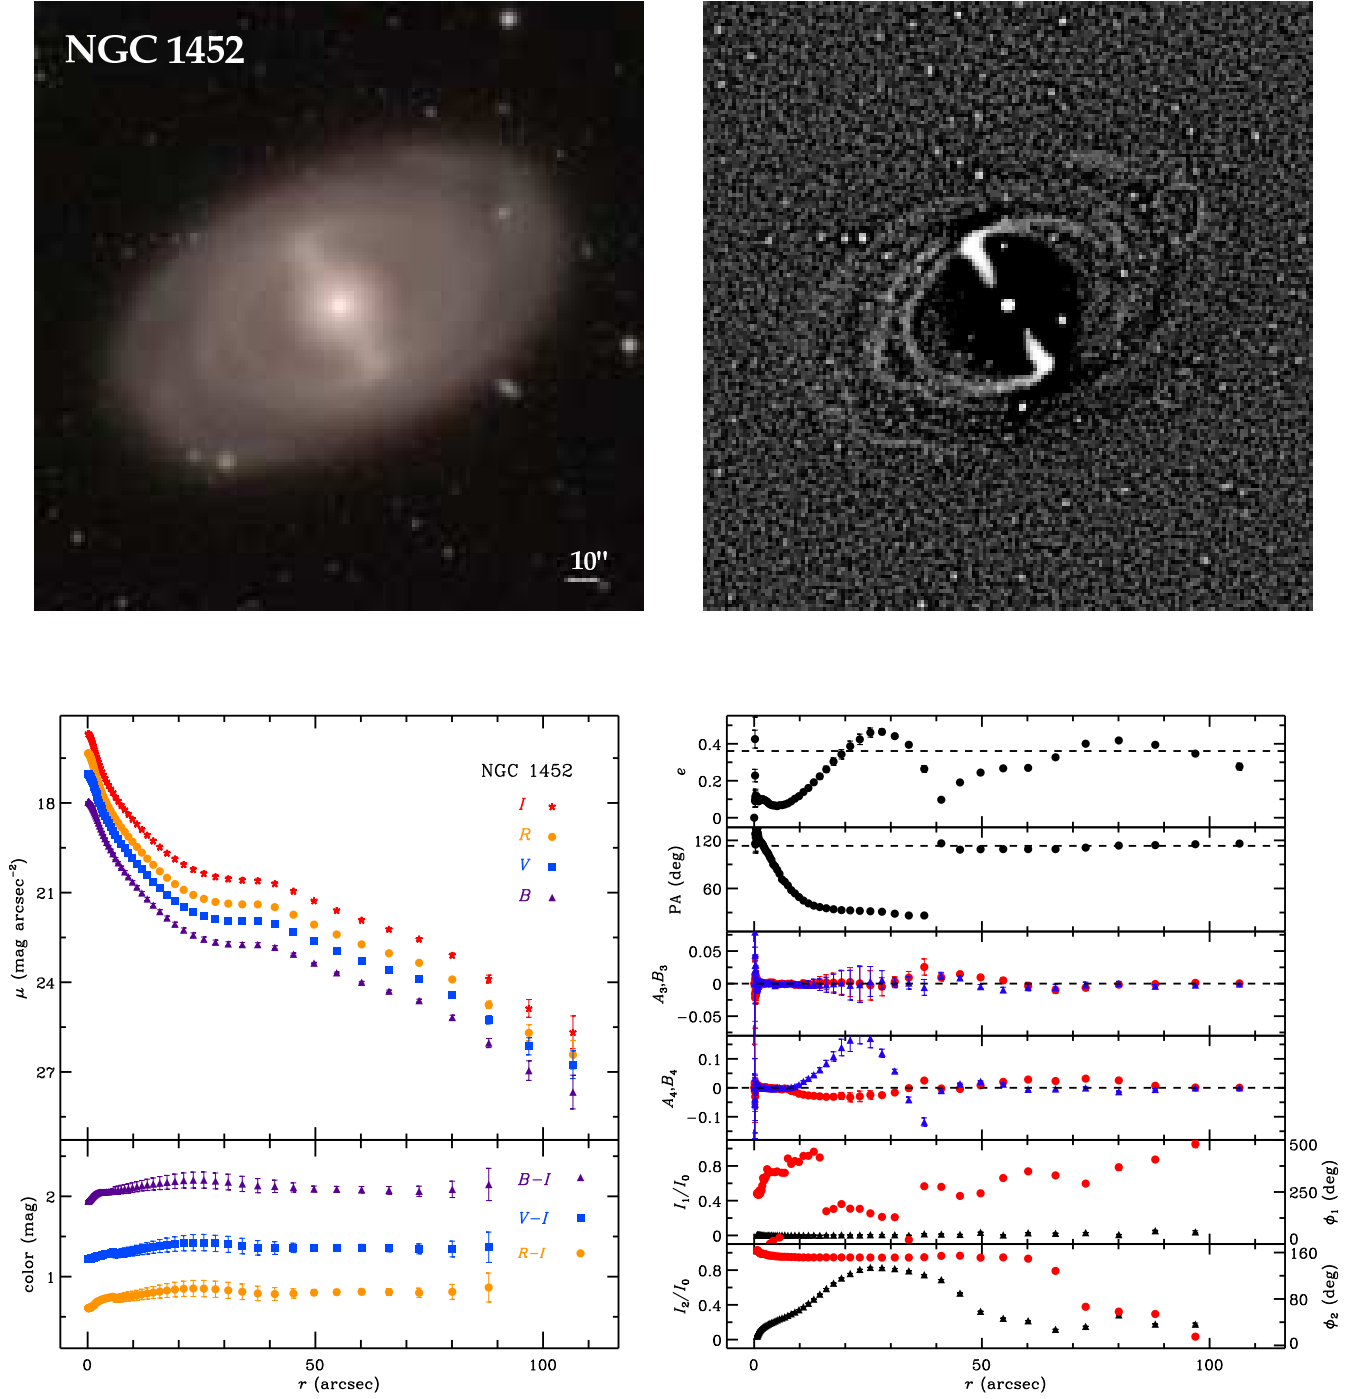 NGC 1452
10"
NGC 1452
I
R
V
B
18
21
24
27
μ (mag arcsec⁻²)
B-I
V-I
R-I
2
1
color (mag)
0 50 100
r (arcsec)
0.4
0.2
0
e
120
60
PA (deg)
0.05
0
-0.05
A₃,B₃
0.1
0
-0.1
A₄,B₄
0.8
0.4
0
I₁/I₀
500
250
0
ϕ₁ (deg)
0.8
0.4
0
I₂/I₀
160
80
0
ϕ₂ (deg)
0 50 100
r (arcsec)